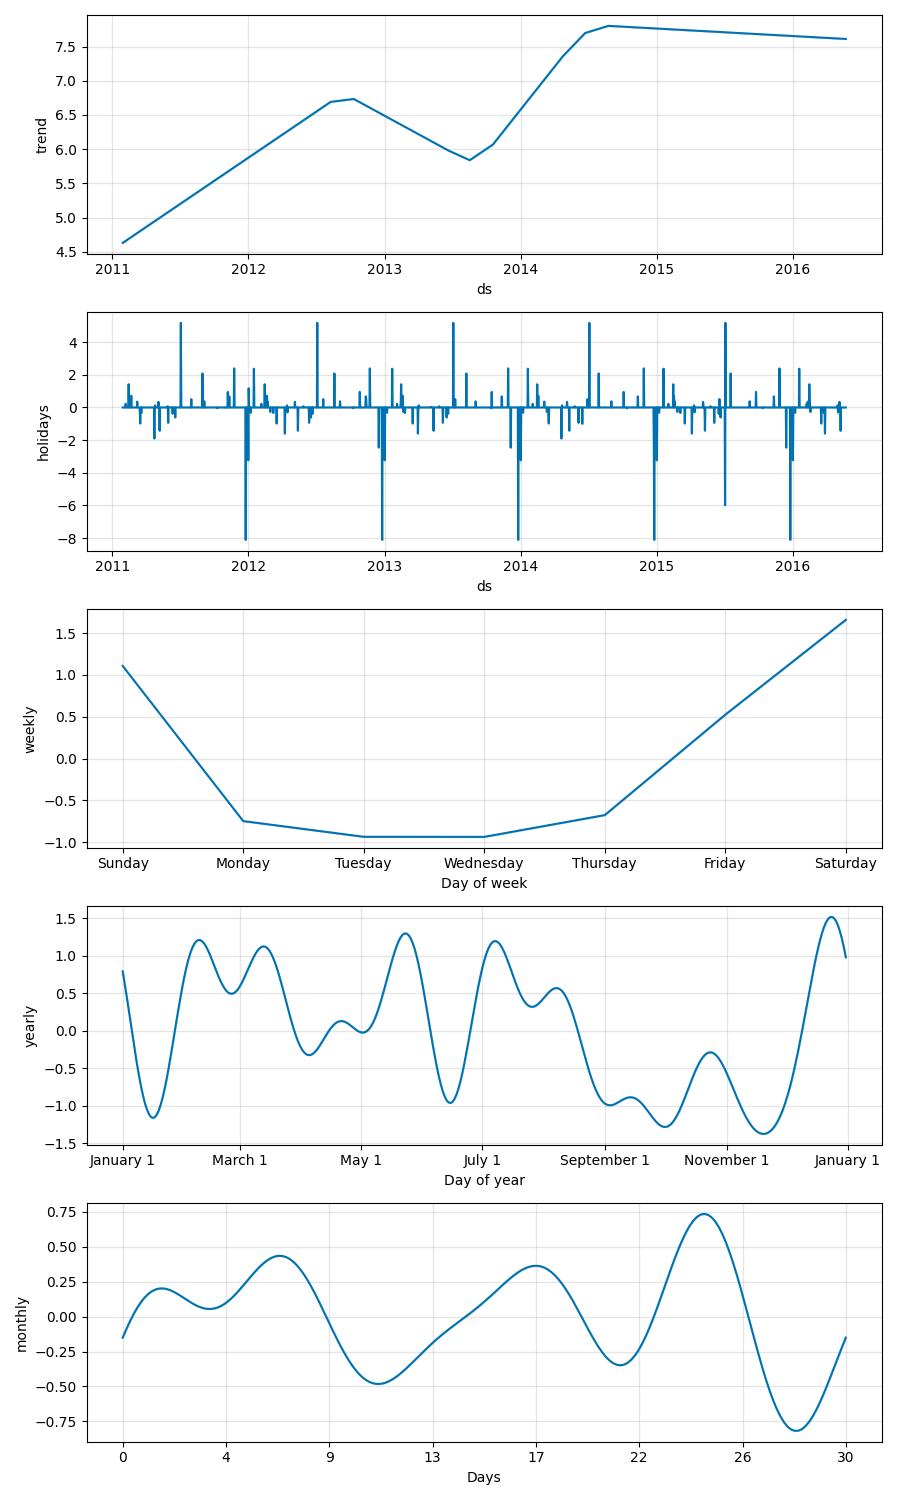 trend
7.5
7.0
6.5
6.0
5.5
5.0
4.5
2011 2012 2013 2014 2015 2016
ds
holidays
4
2
0
−2
−4
−6
−8
2011 2012 2013 2014 2015 2016
ds
weekly
1.5
1.0
0.5
0.0
−0.5
−1.0
Sunday Monday Tuesday Wednesday Thursday Friday Saturday
Day of week
yearly
1.5
1.0
0.5
0.0
−0.5
−1.0
−1.5
January 1 March 1 May 1 July 1 September 1 November 1 January 1
Day of year
monthly
0.75
0.50
0.25
0.00
−0.25
−0.50
−0.75
0 4 9 13 17 22 26 30
Days